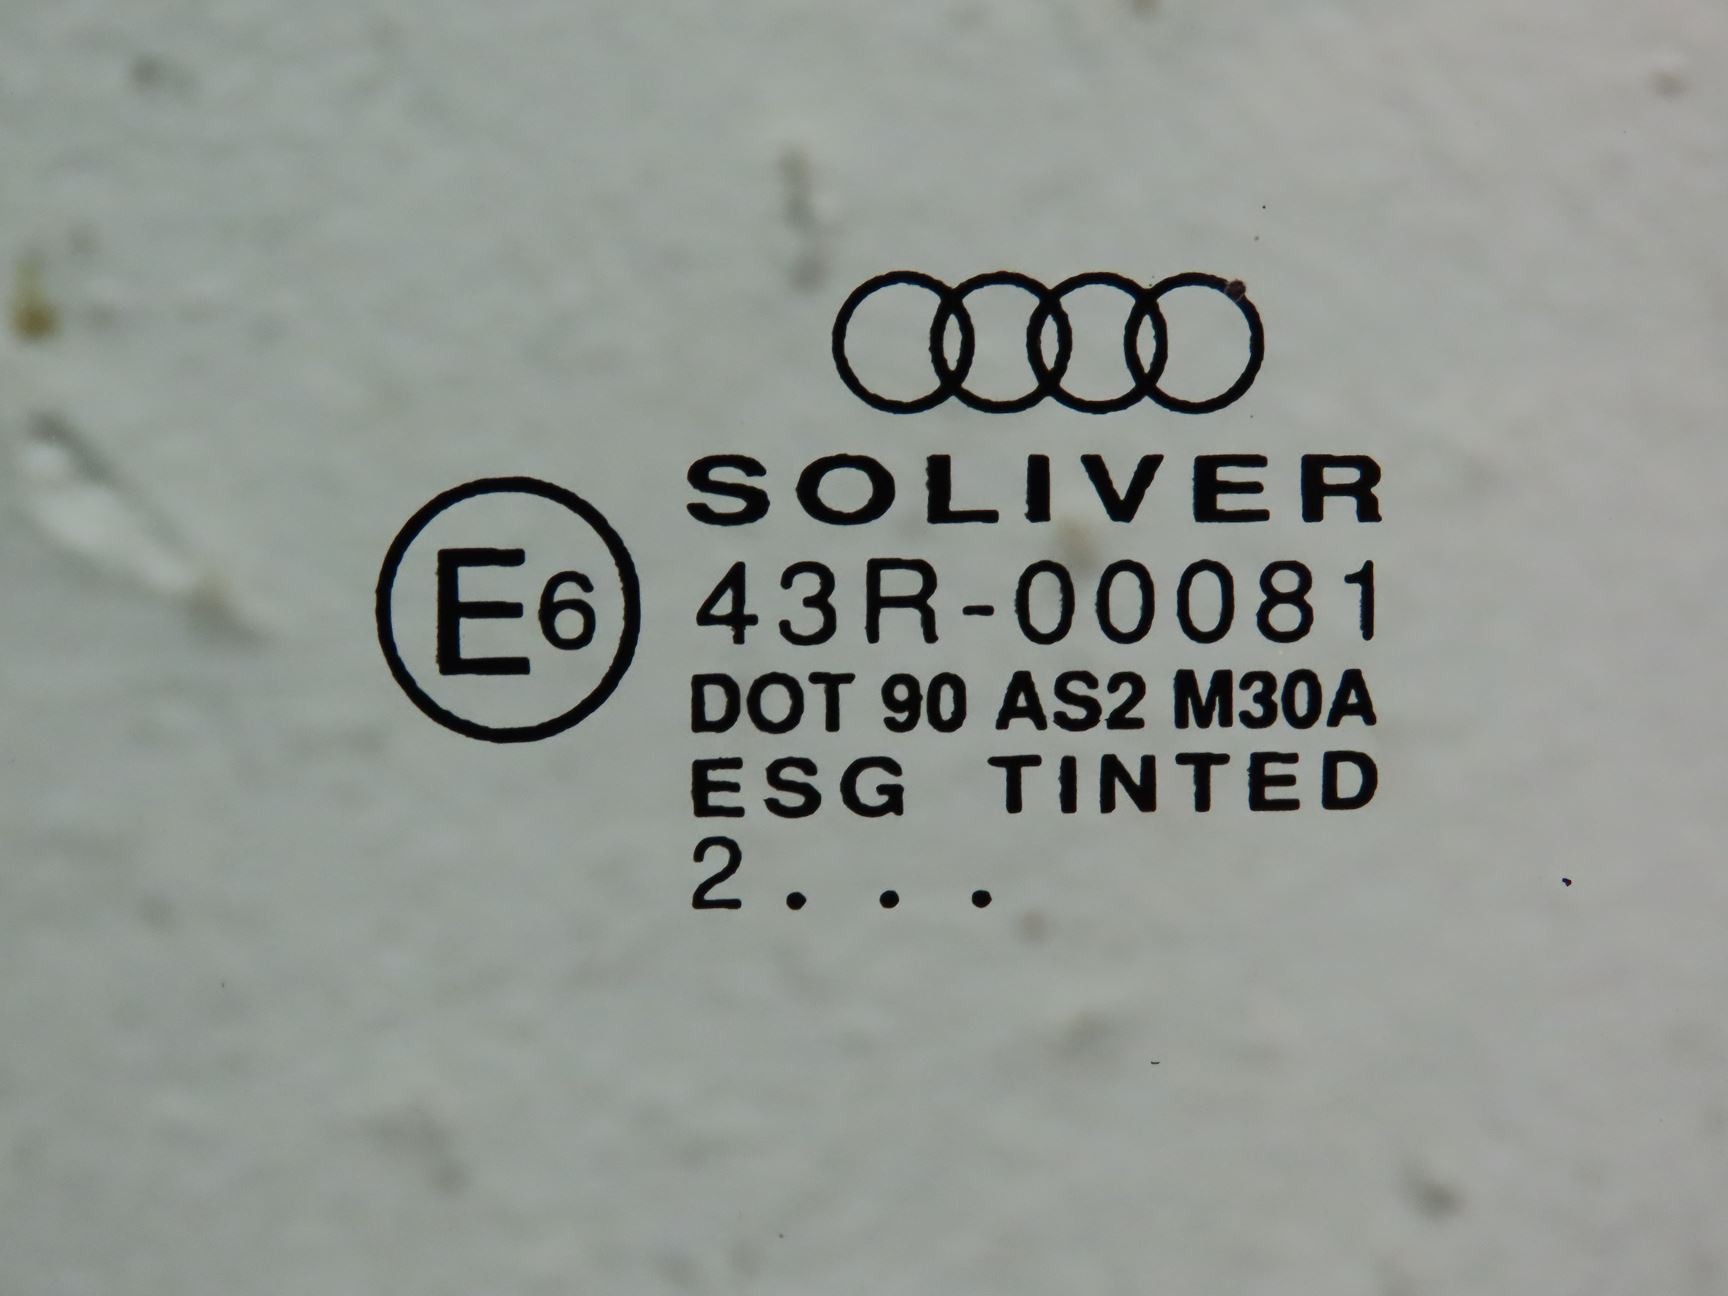 SOLIVER
E6 43R-00081
DOT 90 AS2 M30A
ESG TINTED
2...